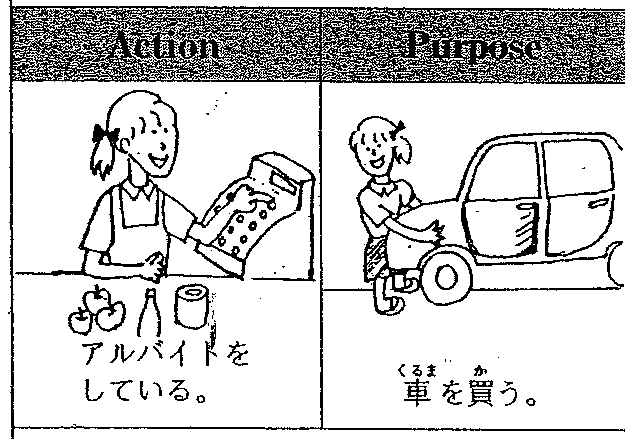 Action
Purpose
アルバイトを
している。
くるま か
車を買う。